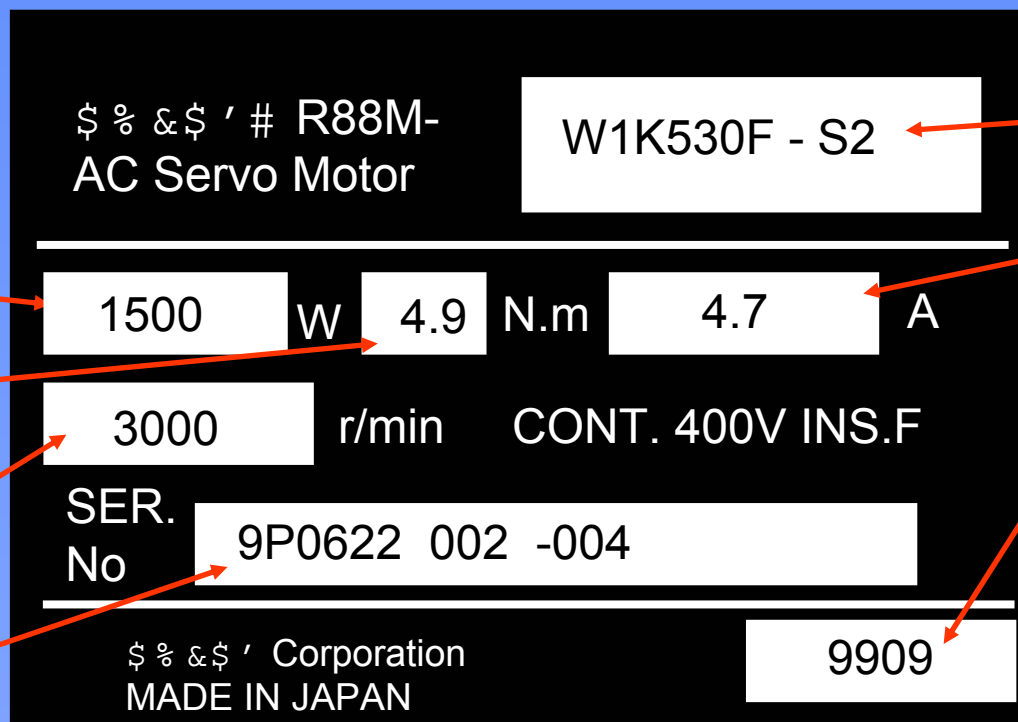 $ % & $ ' # R88M-
AC Servo Motor
W1K530F - S2
1500 W 4.9 N.m 4.7 A
3000 r/min CONT. 400V INS.F
SER.
No 9P0622 002 -004
$ % & $ ' Corporation
MADE IN JAPAN
9909